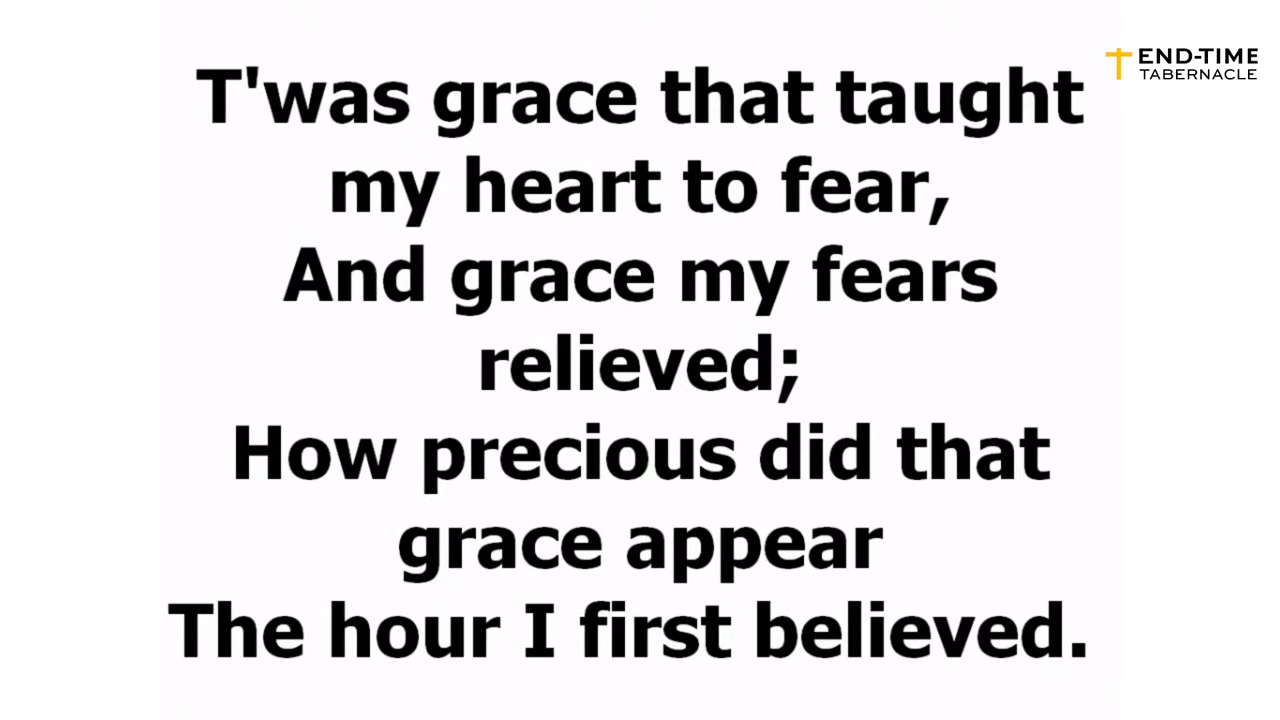 T'was grace that taught
my heart to fear,
And grace my fears
relieved;
How precious did that
grace appear
The hour I first believed.
END-TIME
TABERNACLE